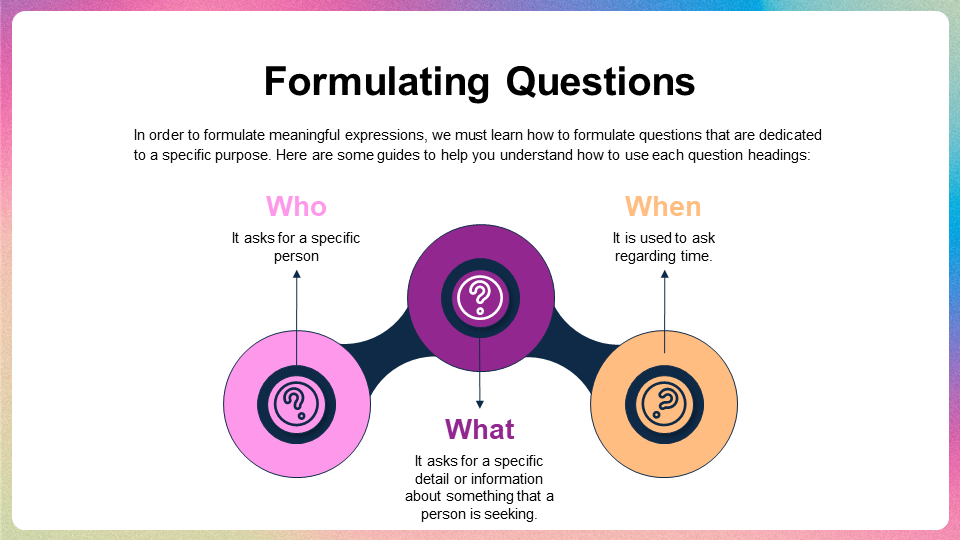 Formulating Questions
In order to formulate meaningful expressions, we must learn how to formulate questions that are dedicated
to a specific purpose. Here are some guides to help you understand how to use each question headings:
Who
It asks for a specific
person
When
It is used to ask
regarding time.
What
It asks for a specific
detail or information
about something that a
person is seeking.